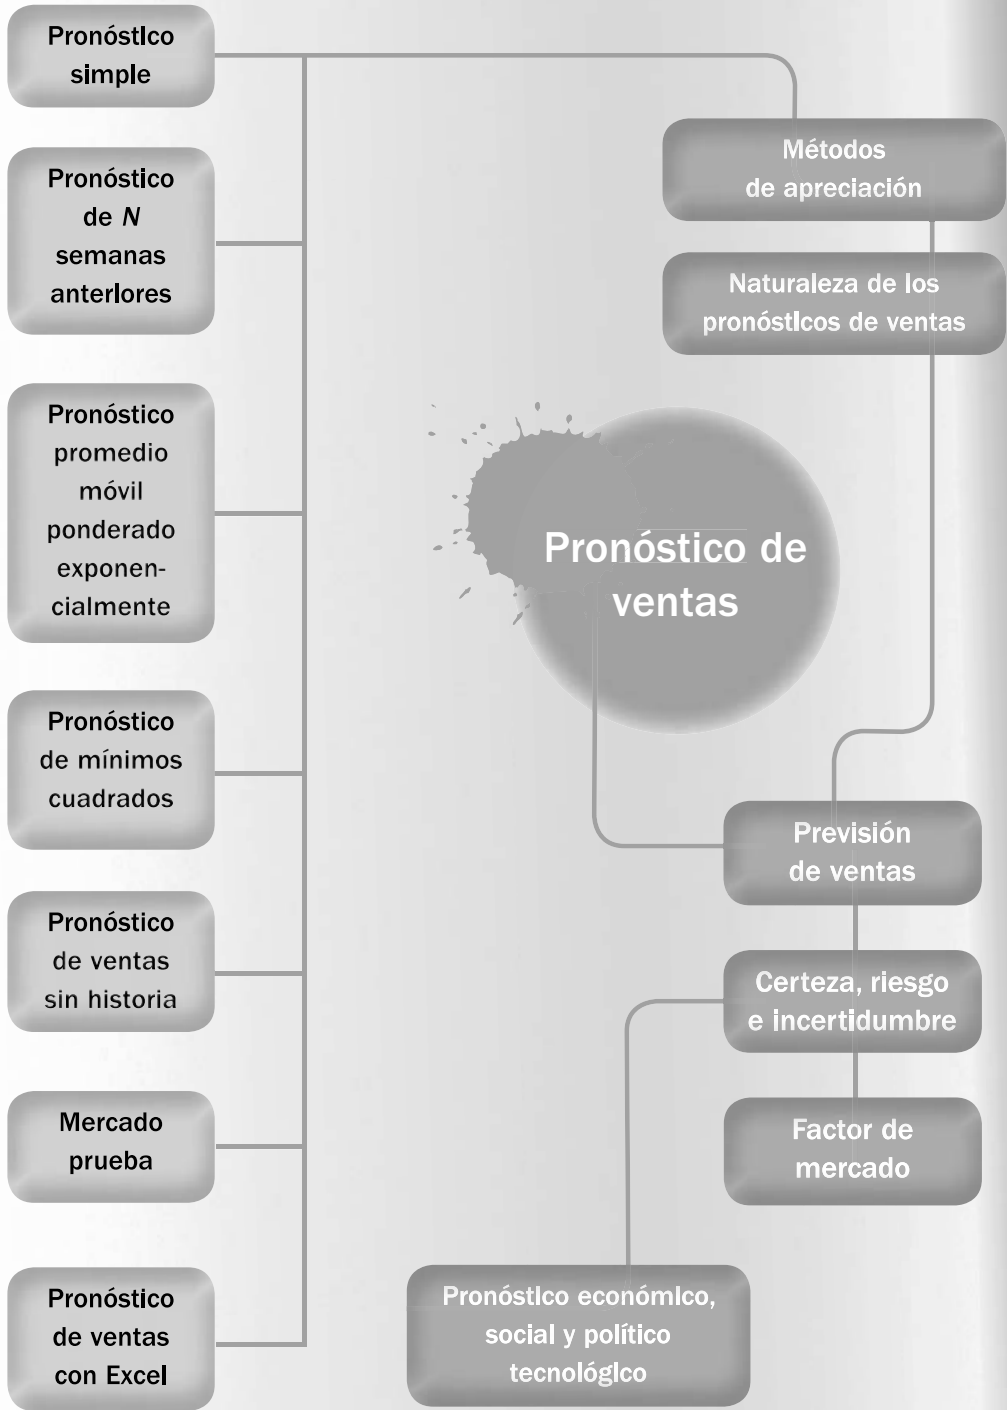 Pronóstico
simple
Pronóstico
de N
semanas
anteriores
Pronóstico
promedio
móvil
ponderado
exponen-
cialmente
Pronóstico
de mínimos
cuadrados
Pronóstico
de ventas
sin historia
Mercado
prueba
Pronóstico
de ventas
con Excel
Métodos
de apreciación
Naturaleza de los
pronósticos de ventas
Pronóstico de
ventas
Previsión
de ventas
Certeza, riesgo
e incertidumbre
Factor de
mercado
Pronóstico económico,
social y político
tecnológico